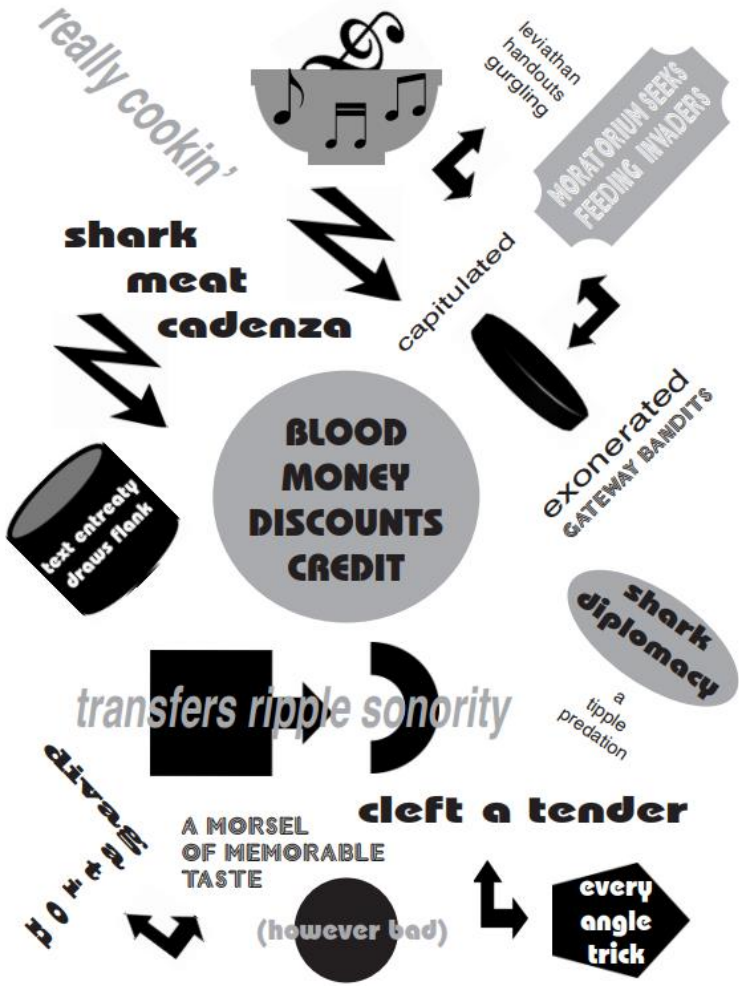 really cookin'
leviathan
handouts
gurgling
MORATORIUM SEEKS
FEEDING INVADERS
shark
meat
cadenza
capitulated
exonerated
GATEWAY BANDITS
BLOOD
MONEY
DISCOUNTS
CREDIT
text entreaty
draws flank
shark
diplomacy
a
tipple
predation
transfers ripple sonority
divag
cleft a tender
A MORSEL
OF MEMORABLE
TASTE
(however bad)
every
angle
trick